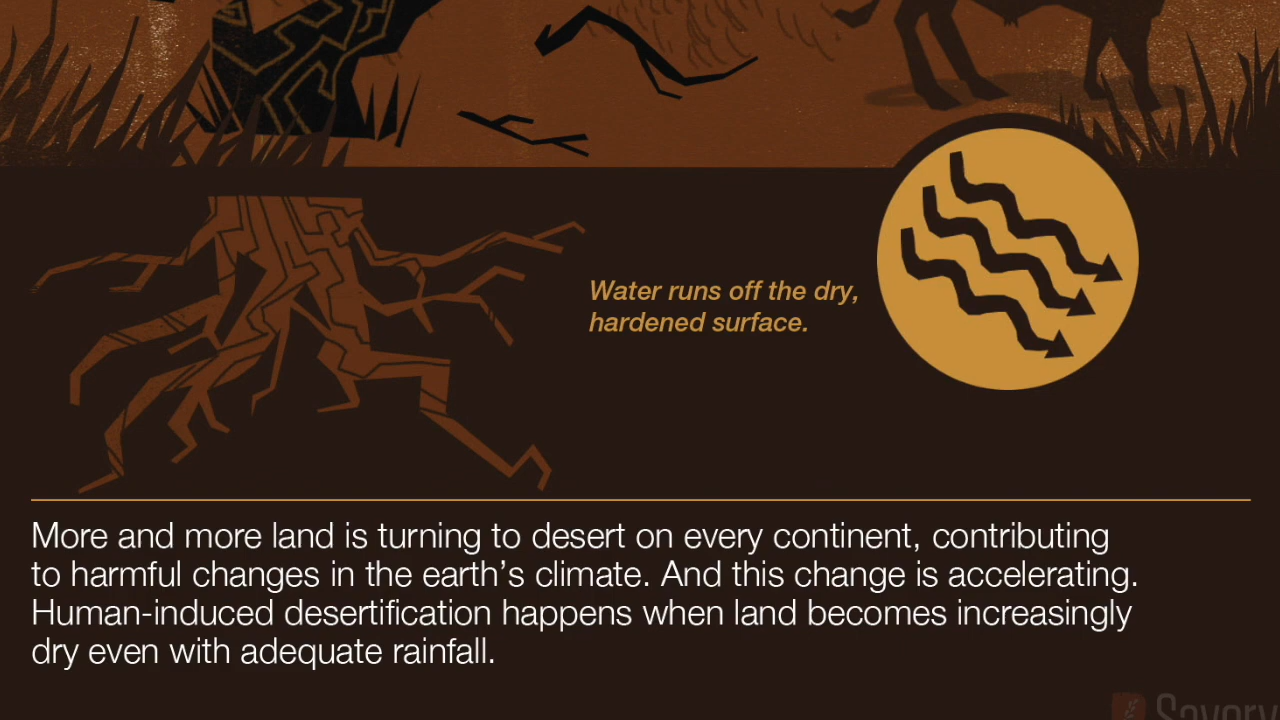 Water runs off the dry,
hardened surface.
More and more land is turning to desert on every continent, contributing
to harmful changes in the earth's climate. And this change is accelerating.
Human-induced desertification happens when land becomes increasingly
dry even with adequate rainfall.